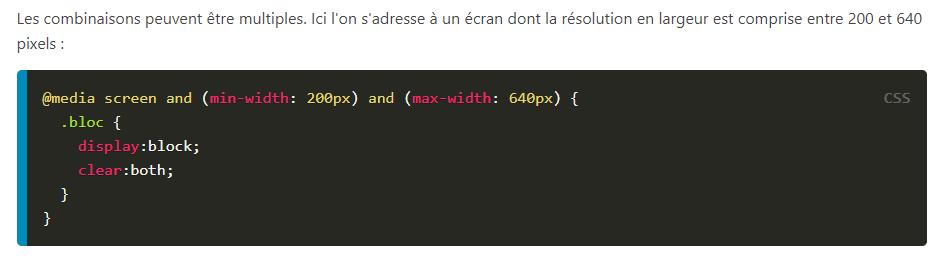 Les combinaisons peuvent être multiples. Ici l'on s'adresse à un écran dont la résolution en largeur est comprise entre 200 et 640
pixels :
@media screen and (min-width: 200px) and (max-width: 640px) {
CSS
  .bloc {
    display:block;
    clear:both;
  }
}